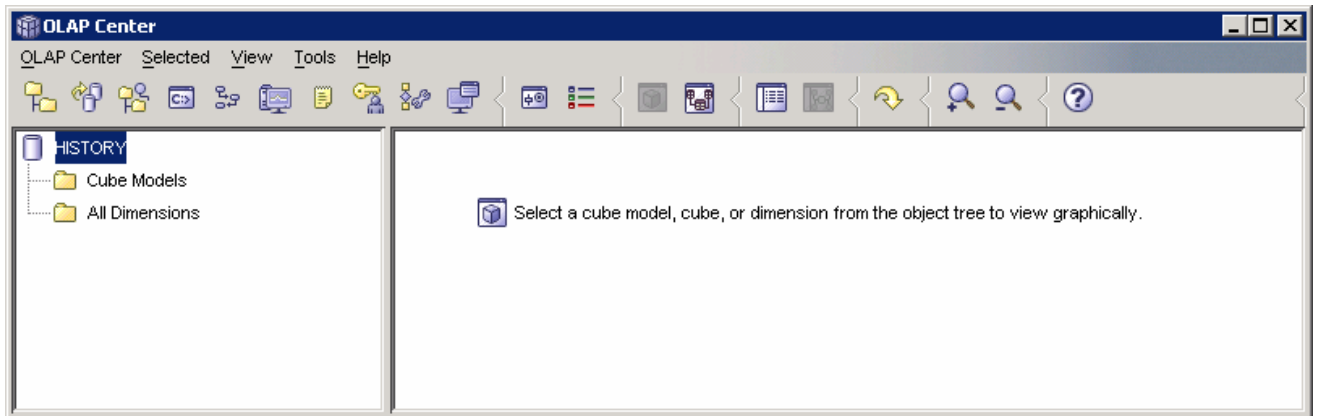 OLAP Center
OLAP Center Selected View Tools Help
HISTORY
Cube Models
All Dimensions
Select a cube model, cube, or dimension from the object tree to view graphically.